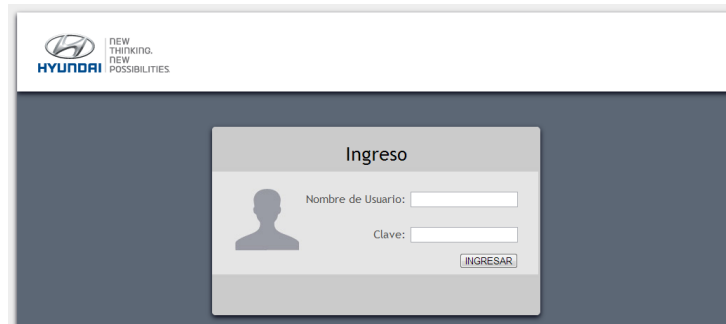 NEW
THINKING.
NEW
HYUNDAI POSSIBILITIES.
Ingreso
Nombre de Usuario:
Clave:
INGRESAR